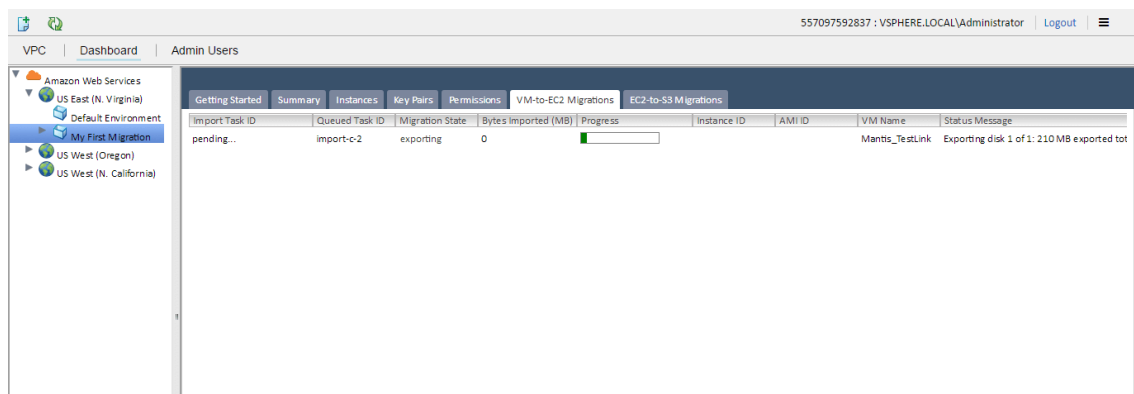 557097592837 : VSPHERE.LOCAL\Administrator Logout
VPC Dashboard Admin Users
Amazon Web Services
US East (N. Virginia)
Default Environment
My First Migration
US West (Oregon)
US West (N. California)
Getting Started Summary Instances Key Pairs Permissions VM-to-EC2 Migrations EC2-to-S3 Migrations
Import Task ID Queued Task ID Migration State Bytes Imported (MB) Progress Instance ID AMI ID VM Name Status Message
pending... import-c-2 exporting 0 Mantis_TestLink Exporting disk 1 of 1: 210 MB exported tot